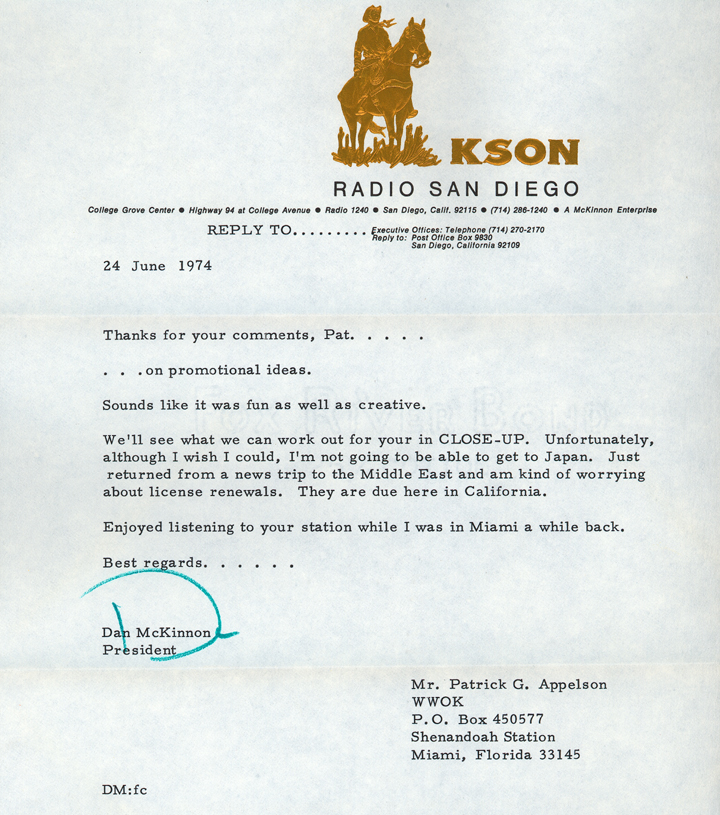 KSON
RADIO SAN DIEGO
College Grove Center ● Highway 94 at College Avenue ● Radio 1240 ● San Diego, Calif. 92115 ● (714) 286-1240 ● A McKinnon Enterprise
REPLY TO.........Executive Offices: Telephone (714) 270-2170
Reply to: Post Office Box 9830
San Diego, California 92109
24 June 1974
Thanks for your comments, Pat. . . . .
. . .on promotional ideas.
Sounds like it was fun as well as creative.
We'll see what we can work out for your in CLOSE-UP. Unfortunately,
although I wish I could, I'm not going to be able to get to Japan. Just
returned from a news trip to the Middle East and am kind of worrying
about license renewals. They are due here in California.
Enjoyed listening to your station while I was in Miami a while back.
Best regards. . . . . .
D
Dan McKinnon
President
Mr. Patrick G. Appelson
WWOK
P.O. Box 450577
Shenandoah Station
Miami, Florida 33145
DM:fc
Fox River Bond